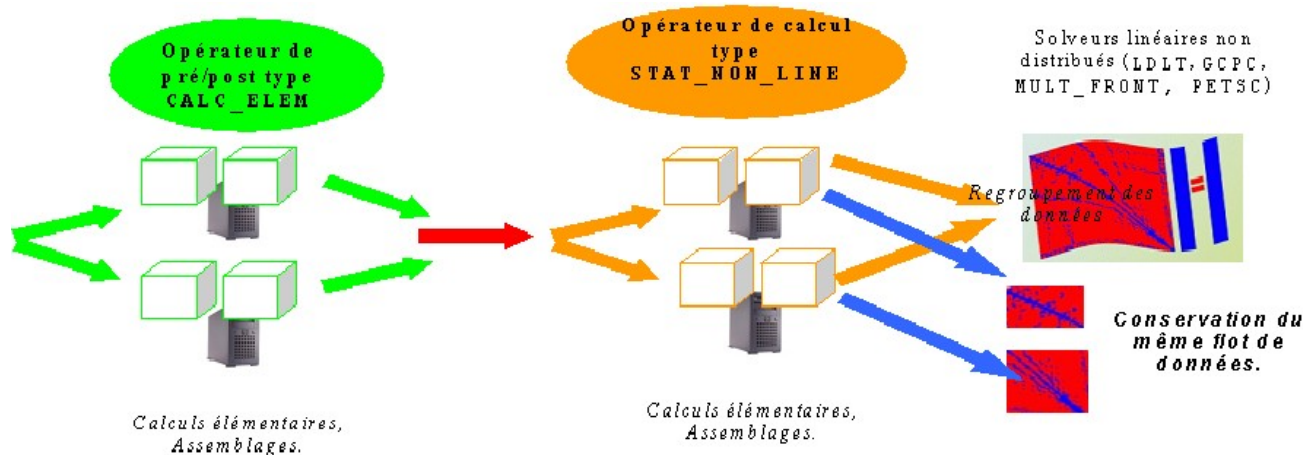 Opérateur de
pré/post type
CALC_ELEM
Opérateur de calcul
type
STAT_NON_LINE
Solveurs linéaires non
distribués (LDLT, GCPC,
MULT_FRONT, PETSC)
Regroupement des
données
Conservation du
même flot de
données.
Calculs élémentaires,
Assemblages.
Calculs élémentaires,
Assemblages.